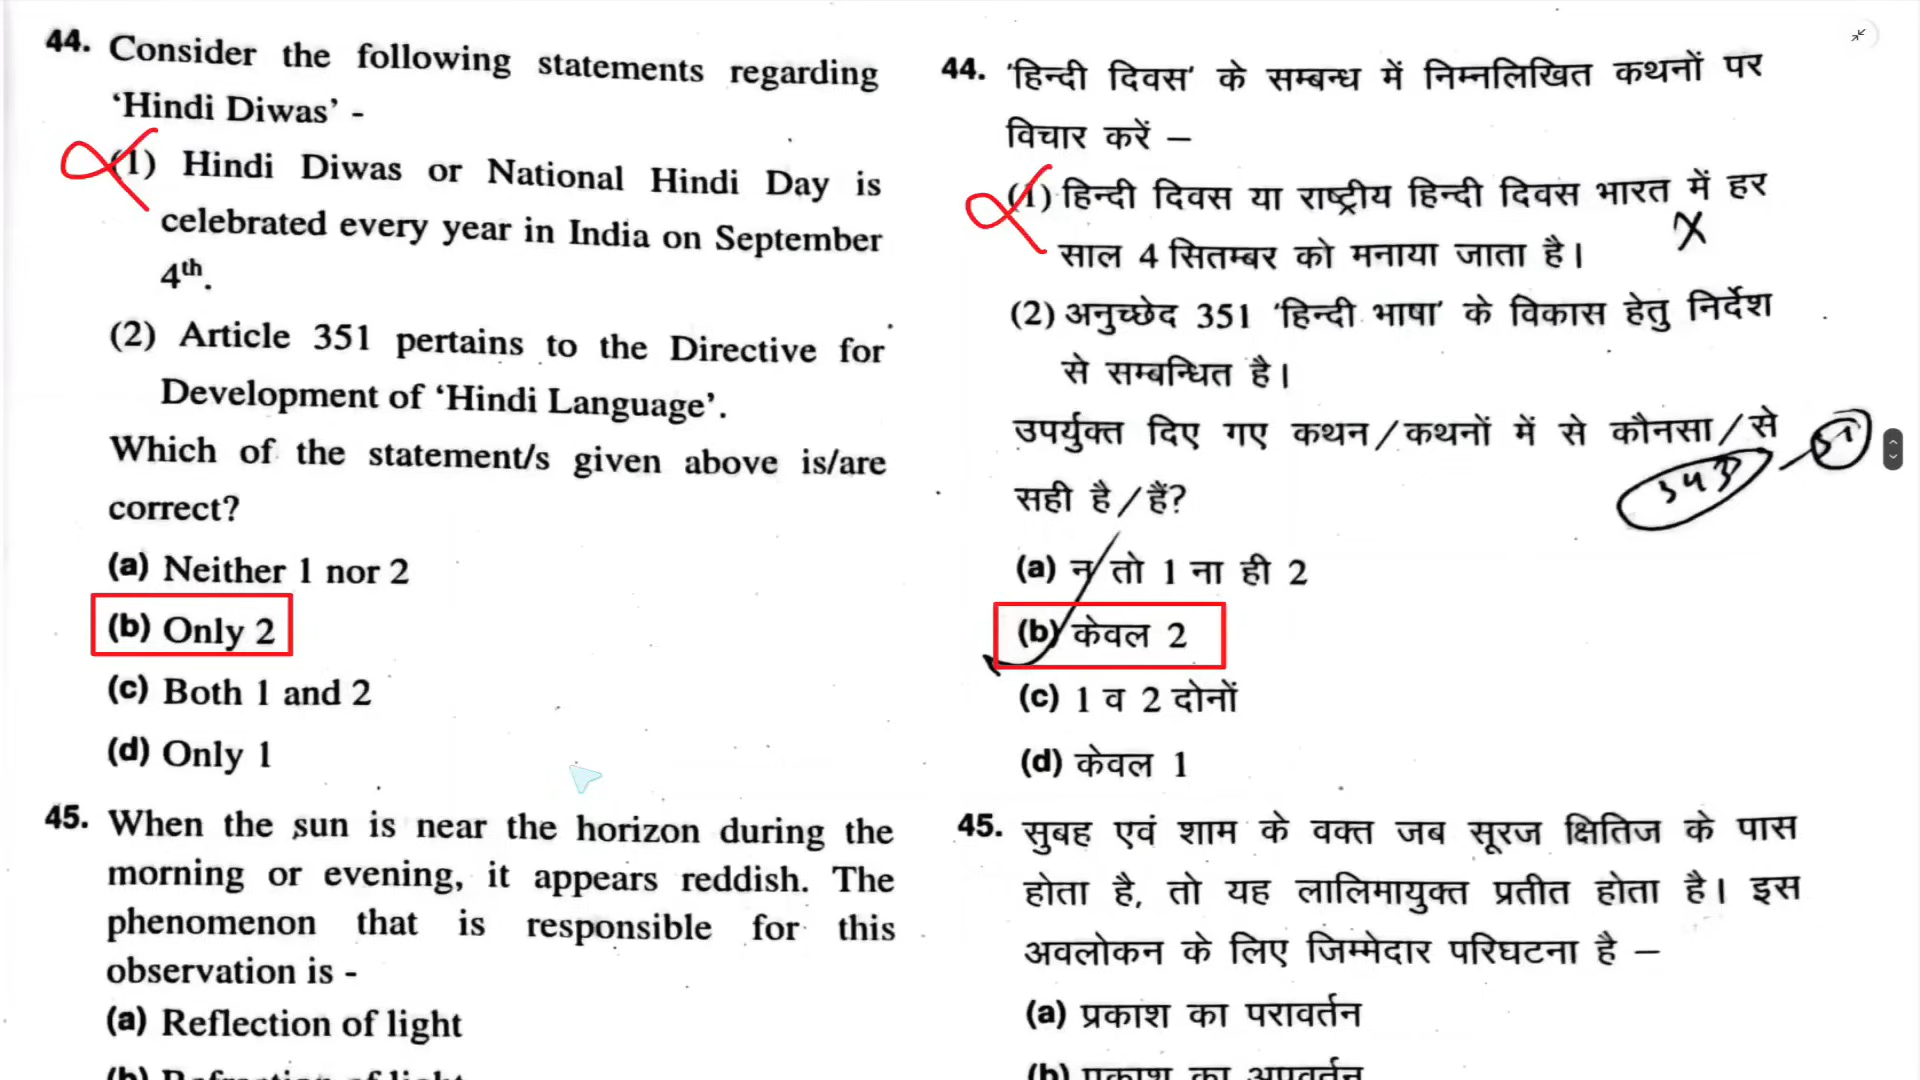 44. Consider the following statements regarding
‘Hindi Diwas’ -
(1) Hindi Diwas or National Hindi Day is
celebrated every year in India on September
4th.
(2) Article 351 pertains to the Directive for
Development of ‘Hindi Language’.
Which of the statement/s given above is/are
correct?
(a) Neither 1 nor 2
(b) Only 2
(c) Both 1 and 2
(d) Only 1
45. When the sun is near the horizon during the
morning or evening, it appears reddish. The
phenomenon that is responsible for this
observation is -
(a) Reflection of light
(b) Refraction of light
44. 'हिन्दी दिवस' के सम्बन्ध में निम्नलिखित कथनों पर
विचार करें –
(1) हिन्दी दिवस या राष्ट्रीय हिन्दी दिवस भारत में हर
साल 4 सितम्बर को मनाया जाता है।
(2) अनुच्छेद 351 'हिन्दी भाषा' के विकास हेतु निर्देश
से सम्बन्धित है।
उपर्युक्त दिए गए कथन/कथनों में से कौनसा/से
343
सही है/हैं?
(a) न तो 1 ना ही 2
(b) केवल 2
(c) 1 व 2 दोनों
(d) केवल 1
45. सुबह एवं शाम के वक्त जब सूरज क्षितिज के पास
होता है, तो यह लालिमायुक्त प्रतीत होता है। इस
अवलोकन के लिए जिम्मेदार परिघटना है –
(a) प्रकाश का परावर्तन
(b) प्रकाश का अपवर्तन